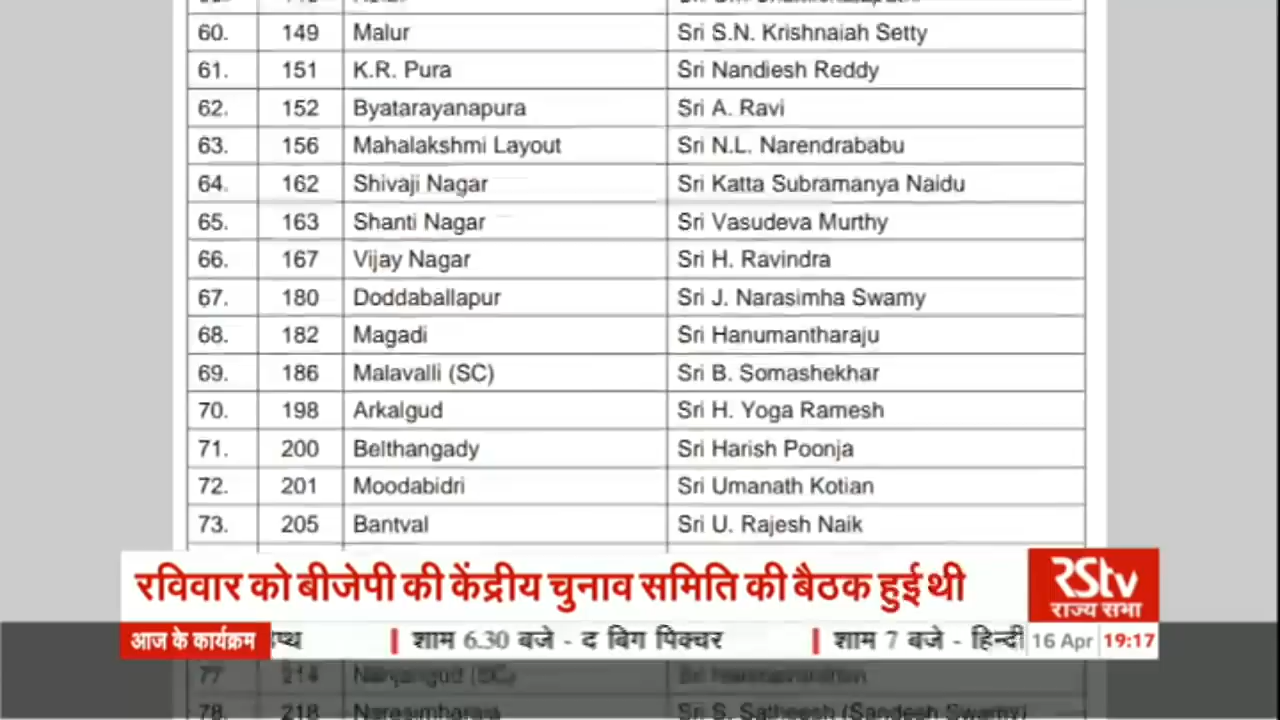 60. 149 Malur Sri S.N. Krishnaiah Setty
61. 151 K.R. Pura Sri Nandiesh Reddy
62. 152 Byatarayanapura Sri A. Ravi
63. 156 Mahalakshmi Layout Sri N.L. Narendrababu
64. 162 Shivaji Nagar Sri Katta Subramanya Naidu
65. 163 Shanti Nagar Sri Vasudeva Murthy
66. 167 Vijay Nagar Sri H. Ravindra
67. 180 Doddaballapur Sri J. Narasimha Swamy
68. 182 Magadi Sri Hanumantharaju
69. 186 Malavalli (SC) Sri B. Somashekhar
70. 198 Arkalgud Sri H. Yoga Ramesh
71. 200 Belthangady Sri Harish Poonja
72. 201 Moodabidri Sri Umanath Kotian
73. 205 Bantval Sri U. Rajesh Naik
रविवार को बीजेपी की केंद्रीय चुनाव समिति की बैठक हुई थी
RStv
राज्य सभा
आज के कार्यक्रम डेप्थ | शाम 6.30 बजे - द बिग पिक्चर | शाम 7 बजे - हिन्दी 16 Apr 19:17
77 214 Nanjangud (SC) Sri
78. 218 Sri S. Satheesh (Sandesh Swamy)